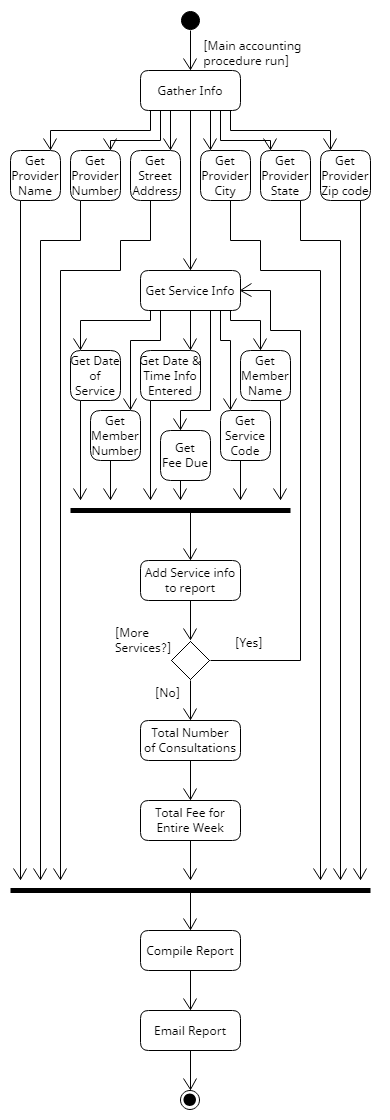 [Main accounting
procedure run]
Gather Info
Get
Provider
Name
Get
Provider
Number
Get
Street
Address
Get
Provider
City
Get
Provider
State
Get
Provider
Zip code
Get Service Info
Get Date
of
Service
Get Date &
Time Info
Entered
Get
Member
Name
Get
Member
Number
Get
Fee Due
Get
Service
Code
Add Service info
to report
[More
Services?]
[Yes]
[No]
Total Number
of Consultations
Total Fee for
Entire Week
Compile Report
Email Report